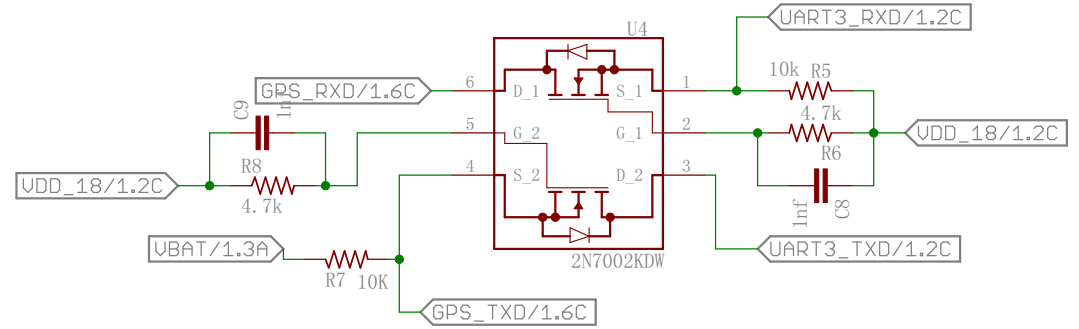 UART3_RXD/1.2C
U4
10k R5
GPS_RXD/1.6C
6
D_1
S_1
1
C9
1nf
4.7k
5
G_2
G_1
2
VDD_18/1.2C
R8
4
S_2
D_2
3
R6
VDD_18/1.2C
4.7k
1nf
C8
VBAT/1.3A
R7
10K
2N7002KDW
UART3_TXD/1.2C
GPS_TXD/1.6C